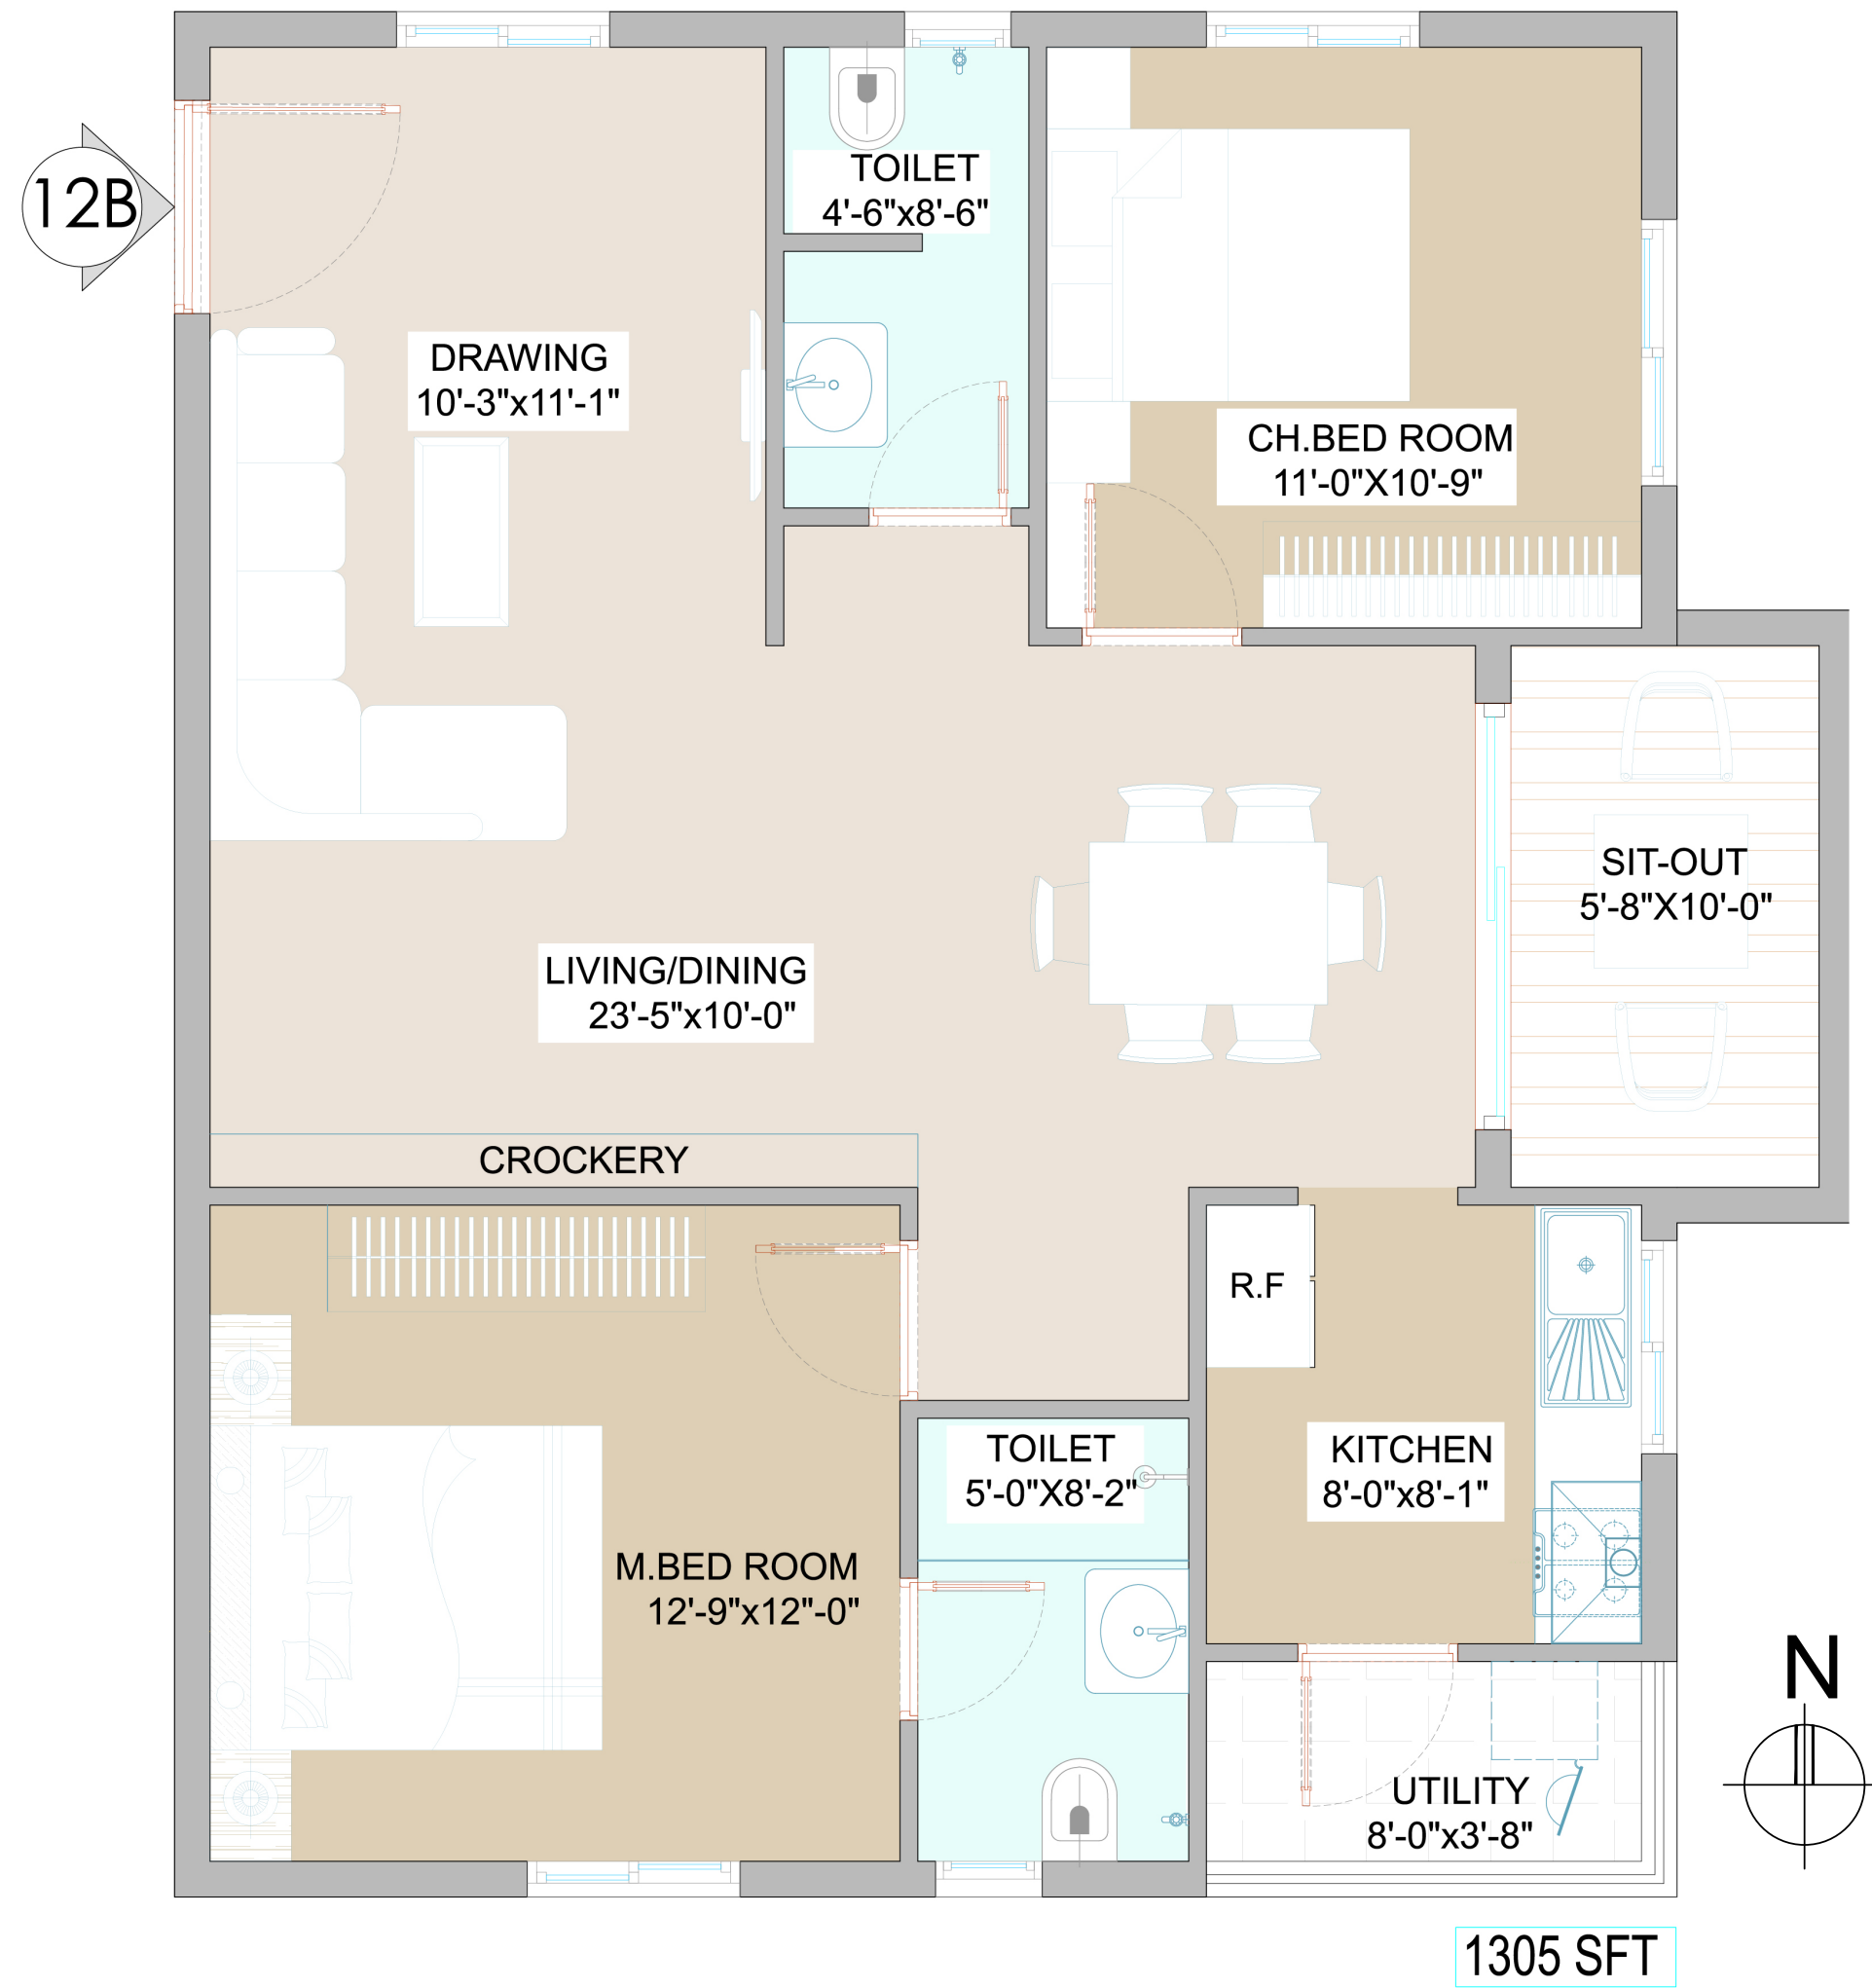 12B
TOILET
4'-6"x8'-6"
DRAWING
10'-3"x11'-1"
CH.BED ROOM
11'-0"X10'-9"
SIT-OUT
5'-8"X10'-0"
LIVING/DINING
23'-5"x10'-0"
CROCKERY
R.F
TOILET
5'-0"X8'-2"
KITCHEN
8'-0"x8'-1"
M.BED ROOM
12'-9"x12"-0"
N
UTILITY
8'-0"x3'-8"
1305 SFT